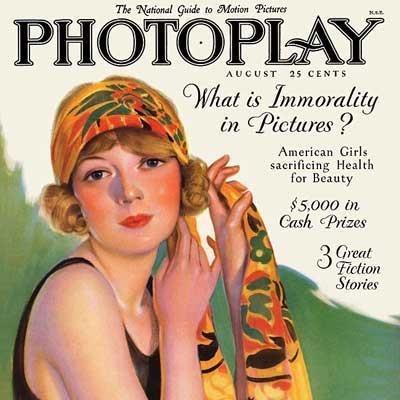 The National Guide to Motion Pictures
PHOTOPLAY
AUGUST 25 CENTS
What is Immorality
in Pictures?
American Girls
sacrificing Health
for Beauty
$5,000 in
Cash Prizes
3 Great
Fiction
Stories